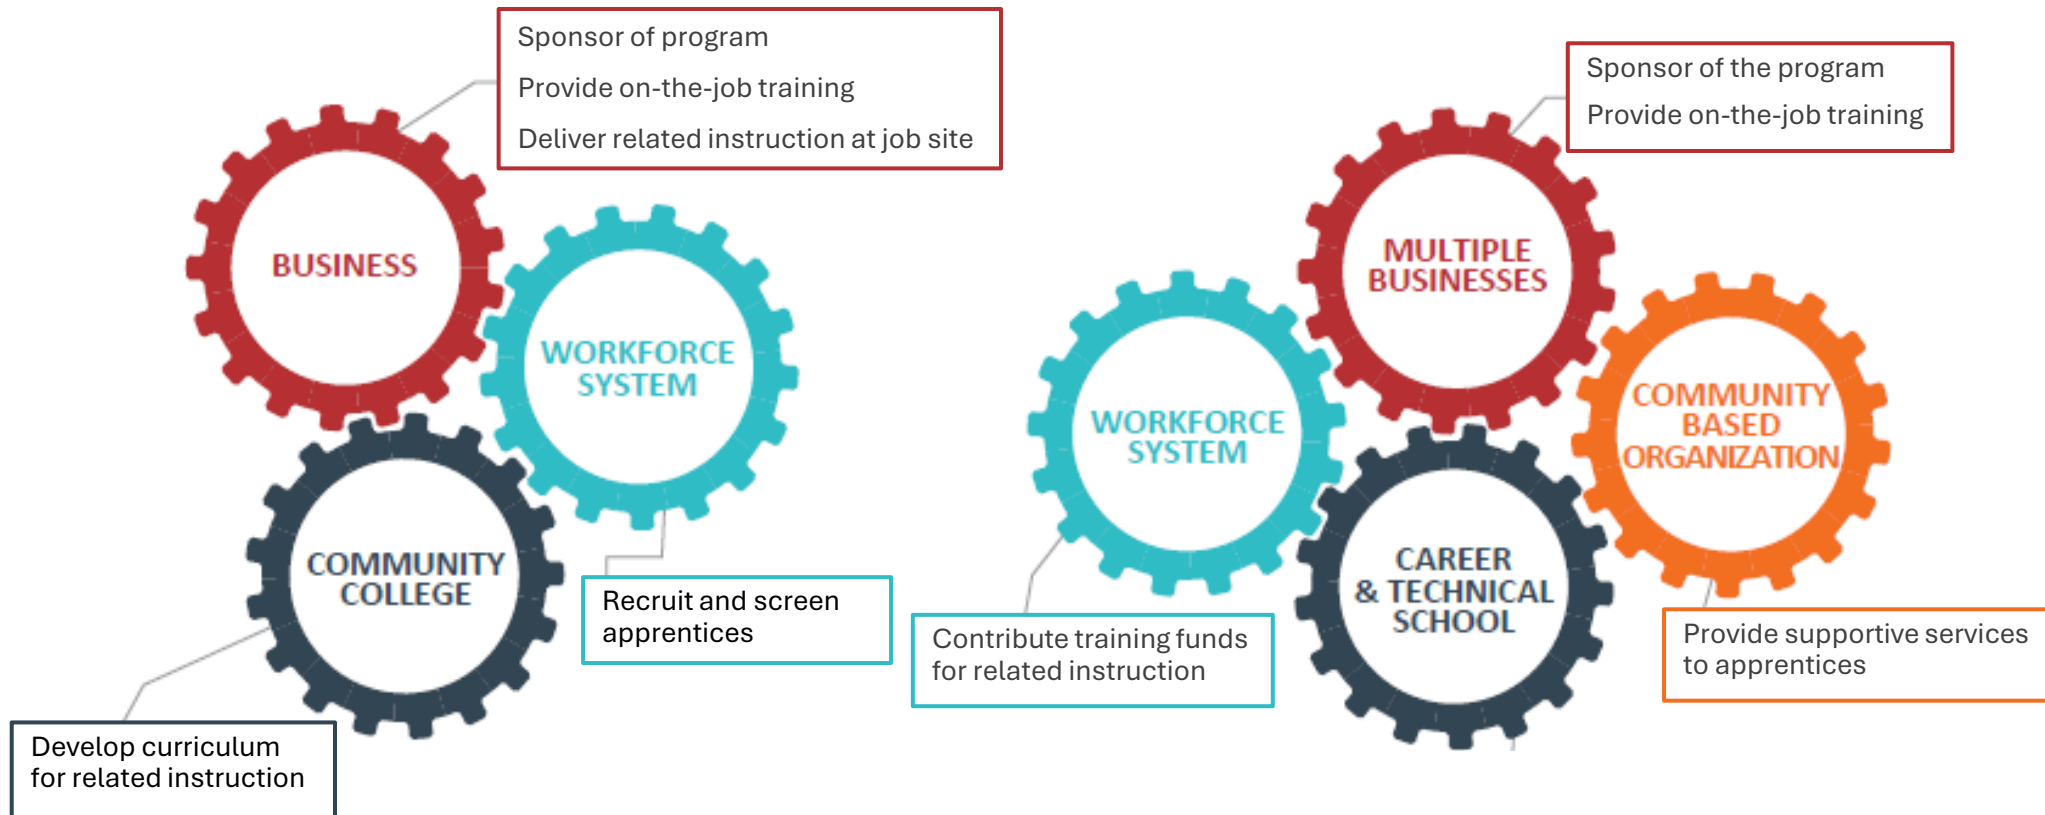 Sponsor of program
Provide on-the-job training
Deliver related instruction at job site
BUSINESS
WORKFORCE
SYSTEM
COMMUNITY
COLLEGE
Recruit and screen
apprentices
Develop curriculum
for related instruction
Sponsor of the program
Provide on-the-job training
MULTIPLE
BUSINESSES
WORKFORCE
SYSTEM
COMMUNITY
BASED
ORGANIZATION
CAREER
& TECHNICAL
SCHOOL
Contribute training funds
for related instruction
Provide supportive services
to apprentices